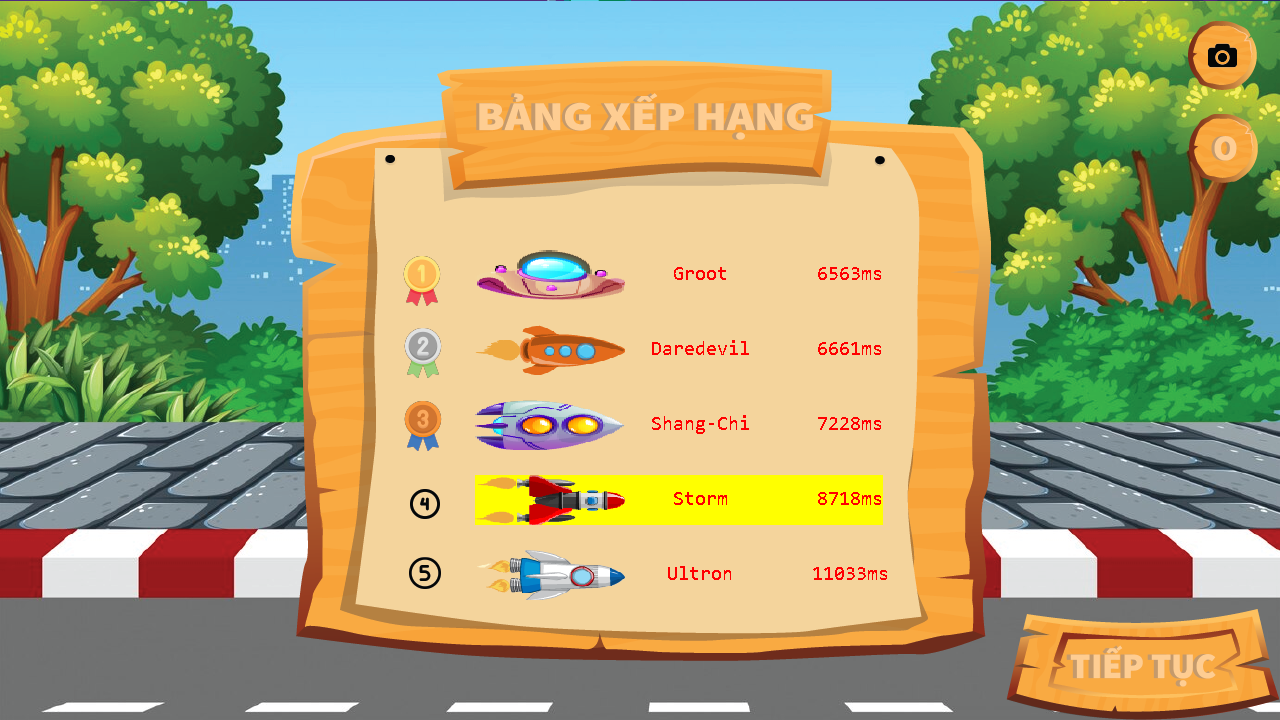 BẢNG XẾP HẠNG
0
1 Groot 6563ms
2 Daredevil 6661ms
3 Shang-Chi 7228ms
4 Storm 8718ms
5 Ultron 11033ms
TIẾP TỤC